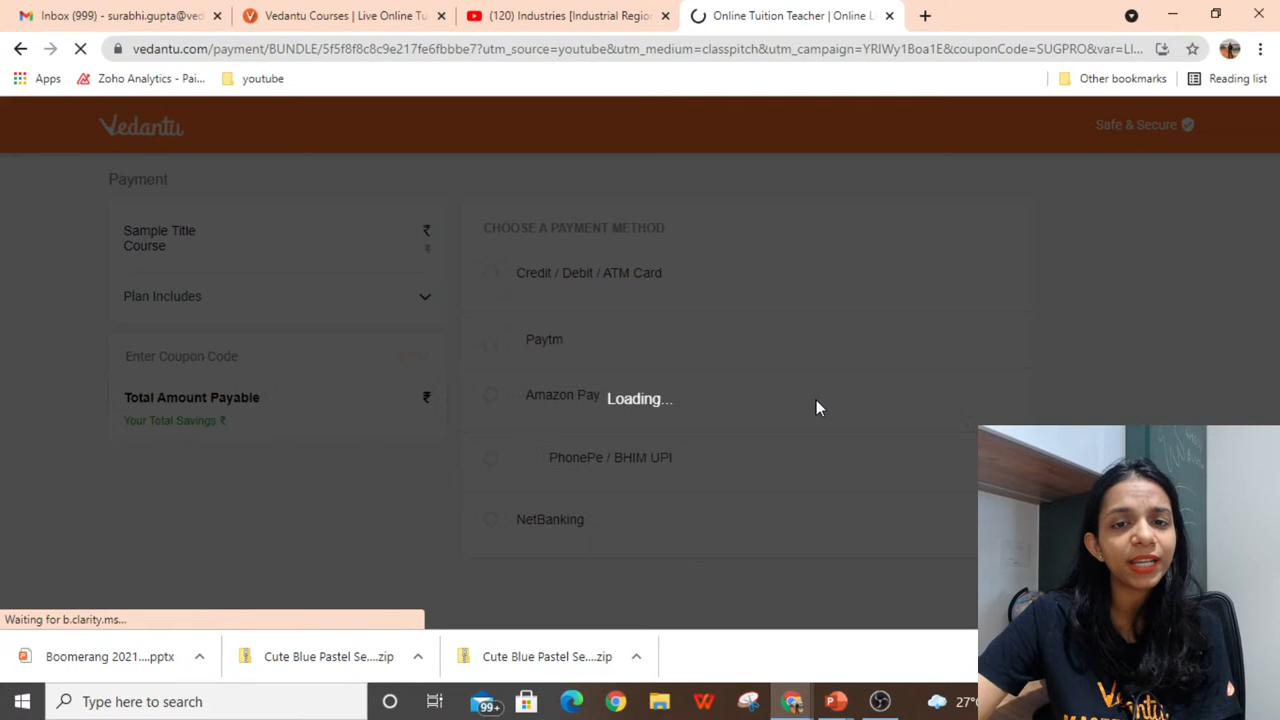 Inbox (999) - surabhi.gupta@ved
Vedantu Courses | Live Online Tu
(120) Industries [Industrial Region
Online Tuition Teacher | Online L
vedantu.com/payment/BUNDLE/5f5f8f8c8c9e217fe6fbbbe7?utm_source=youtube&utm_medium=classpitch&utm_campaign=YRIWy1Boa1E&couponCode=SUGPRO&var=LI...
Apps
Zoho Analytics - Pai...
youtube
Other bookmarks
Reading list
Vedantu
Safe & Secure
Payment
Sample Title
₹
Course
₹
Plan Includes
Enter Coupon Code
Total Amount Payable
₹
Your Total Savings ₹
CHOOSE A PAYMENT METHOD
Credit / Debit / ATM Card
Paytm
Amazon Pay
Loading...
PhonePe / BHIM UPI
NetBanking
Waiting for b.clarity.ms...
Boomerang 2021....pptx
Cute Blue Pastel Se....zip
Cute Blue Pastel Se....zip
Type here to search
99+
27°
Vedantu